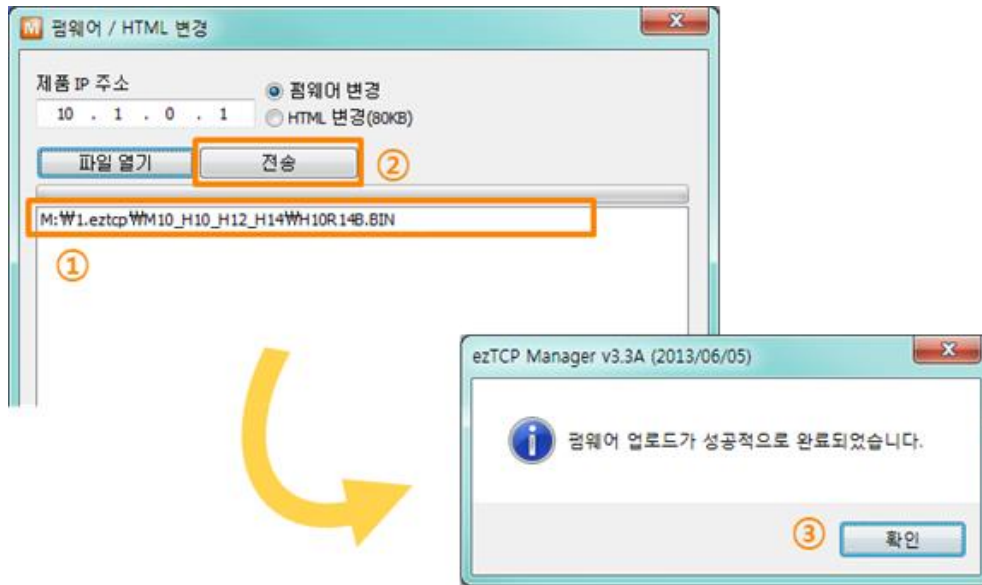 M 펌웨어 / HTML 변경
X
제품 IP 주소
펌웨어 변경
10 . 1 . 0 . 1
HTML 변경(80KB)
파일 열기
전송
②
M:₩1.eztcp₩M10_H10_H12_H14₩H10R14B.BIN
①
ezTCP Manager v3.3A (2013/06/05)
X
i
펌웨어 업로드가 성공적으로 완료되었습니다.
③
확인